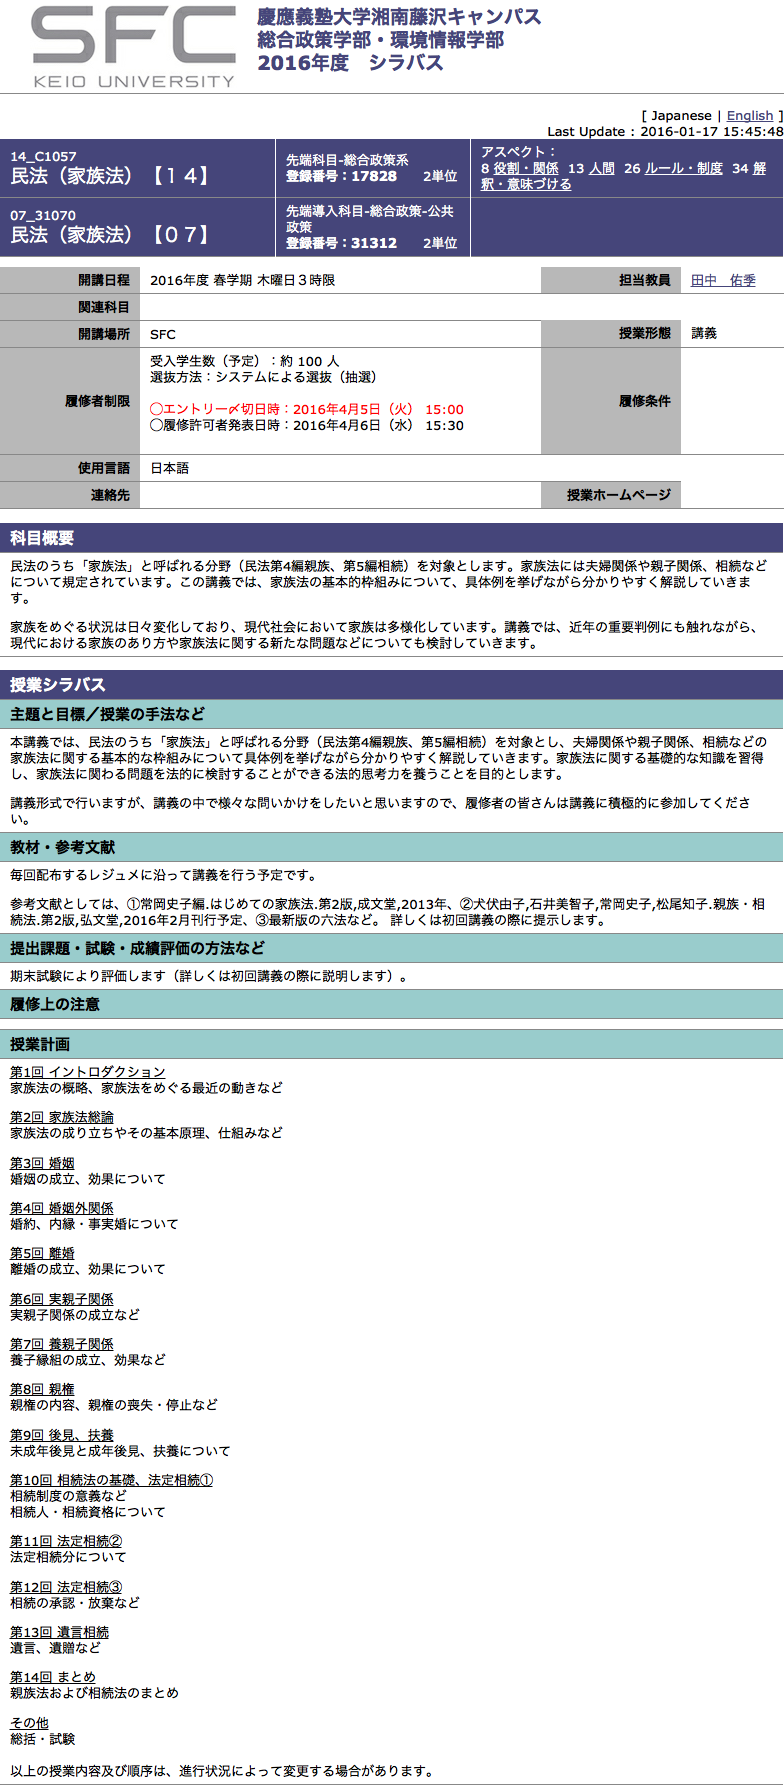 SFC
KEIO UNIVERSITY
慶應義塾大学湘南藤沢キャンパス
総合政策学部・環境情報学部
2016年度　シラバス
[ Japanese | English ]
Last Update : 2016-01-17 15:45:48
14_C1057
民法（家族法）【１４】
先端科目-総合政策系
登録番号：17828　　2単位
アスペクト：
8 役割・関係 13 人間 26 ルール・制度 34 解
釈・意味づける
07_31070
民法（家族法）【０７】
先端導入科目-総合政策-公共
政策
登録番号：31312　　2単位
開講日程 2016年度 春学期 木曜日３時限 担当教員 田中　佑季
関連科目
開講場所 SFC 授業形態 講義
履修者制限
受入学生数（予定）：約 100 人
選抜方法：システムによる選抜（抽選）
◯エントリー〆切日時：2016年4月5日（火） 15:00
◯履修許可者発表日時：2016年4月6日（水） 15:30
履修条件
使用言語 日本語
連絡先 授業ホームページ
科目概要
民法のうち「家族法」と呼ばれる分野（民法第4編親族、第5編相続）を対象とします。家族法には夫婦関係や親子関係、相続など
について規定されています。この講義では、家族法の基本的枠組みについて、具体例を挙げながら分かりやすく解説していきま
す。
家族をめぐる状況は日々変化しており、現代社会において家族は多様化しています。講義では、近年の重要判例にも触れながら、
現代における家族のあり方や家族法に関する新たな問題などについても検討していきます。
授業シラバス
主題と目標／授業の手法など
本講義では、民法のうち「家族法」と呼ばれる分野（民法第4編親族、第5編相続）を対象とし、夫婦関係や親子関係、相続などの
家族法に関する基本的な枠組みについて具体例を挙げながら分かりやすく解説していきます。家族法に関する基礎的な知識を習得
し、家族法に関わる問題を法的に検討することができる法的思考力を養うことを目的とします。
講義形式で行いますが、講義の中で様々な問いかけをしたいと思いますので、履修者の皆さんは講義に積極的に参加してくださ
い。
教材・参考文献
毎回配布するレジュメに沿って講義を行う予定です。
参考文献としては、①常岡史子編.はじめての家族法.第2版,成文堂,2013年、②犬伏由子,石井美智子,常岡史子,松尾知子.親族・相
続法.第2版,弘文堂,2016年2月刊行予定、③最新版の六法など。 詳しくは初回講義の際に提示します。
提出課題・試験・成績評価の方法など
期末試験により評価します（詳しくは初回講義の際に説明します）。
履修上の注意
授業計画
第1回 イントロダクション
家族法の概略、家族法をめぐる最近の動きなど
第2回 家族法総論
家族法の成り立ちやその基本原理、仕組みなど
第3回 婚姻
婚姻の成立、効果について
第4回 婚姻外関係
婚約、内縁・事実婚について
第5回 離婚
離婚の成立、効果について
第6回 実親子関係
実親子関係の成立など
第7回 養親子関係
養子縁組の成立、効果など
第8回 親権
親権の内容、親権の喪失・停止など
第9回 後見、扶養
未成年後見と成年後見、扶養について
第10回 相続法の基礎、法定相続①
相続制度の意義など
相続人・相続資格について
第11回 法定相続②
法定相続分について
第12回 法定相続③
相続の承認・放棄など
第13回 遺言相続
遺言、遺贈など
第14回 まとめ
親族法および相続法のまとめ
その他
総括・試験
以上の授業内容及び順序は、進行状況によって変更する場合があります。